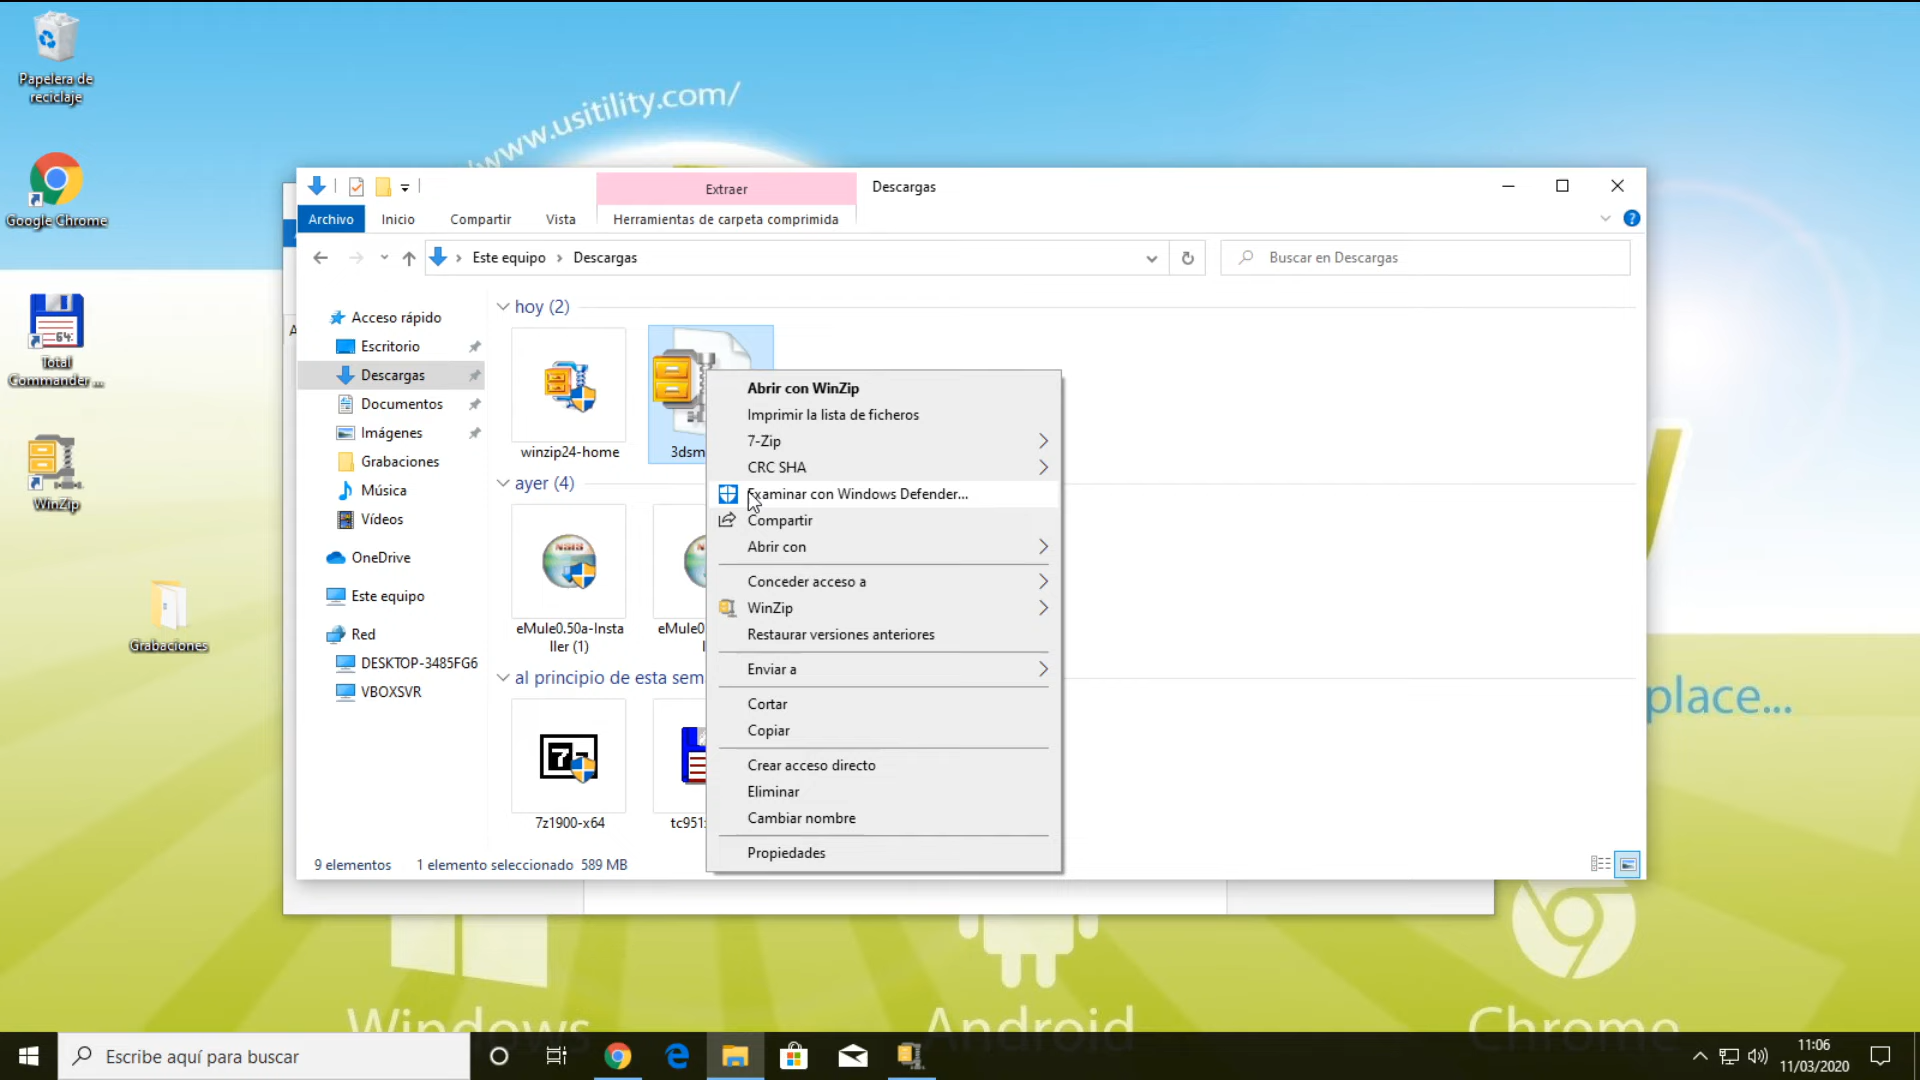 Papelera de
reciclaje
Google Chrome
64
Total
Commander ...
WinZip
Grabaciones
www.usitility.com/
Extraer
Descargas
Archivo
Inicio
Compartir
Vista
Herramientas de carpeta comprimida
Este equipo
Descargas
Buscar en Descargas
Acceso rápido
Escritorio
Descargas
Documentos
Imágenes
Grabaciones
Música
Vídeos
OneDrive
Este equipo
Red
DESKTOP-3485FG6
VBOXSVR
hoy (2)
winzip24-home
3dsm
ayer (4)
NSIS
eMule0.50a-Insta
ller (1)
eMule0
al principio de esta sem
7z
7z1900-x64
tc951
Abrir con WinZip
Imprimir la lista de ficheros
7-Zip
CRC SHA
Examinar con Windows Defender...
Compartir
Abrir con
Conceder acceso a
WinZip
Restaurar versiones anteriores
Enviar a
Cortar
Copiar
Crear acceso directo
Eliminar
Cambiar nombre
Propiedades
9 elementos
1 elemento seleccionado 589 MB
place...
Windows
Android
Chrome
Escribe aquí para buscar
11:06
11/03/2020